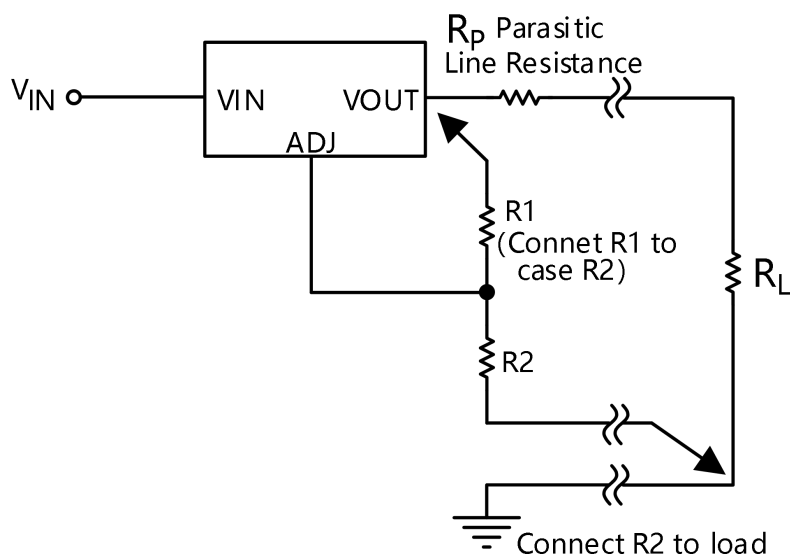 RP Parasitic
Line Resistance
VIN
VIN
VOUT
ADJ
R1
(Connet R1 to
case R2)
RL
R2
Connect R2 to load